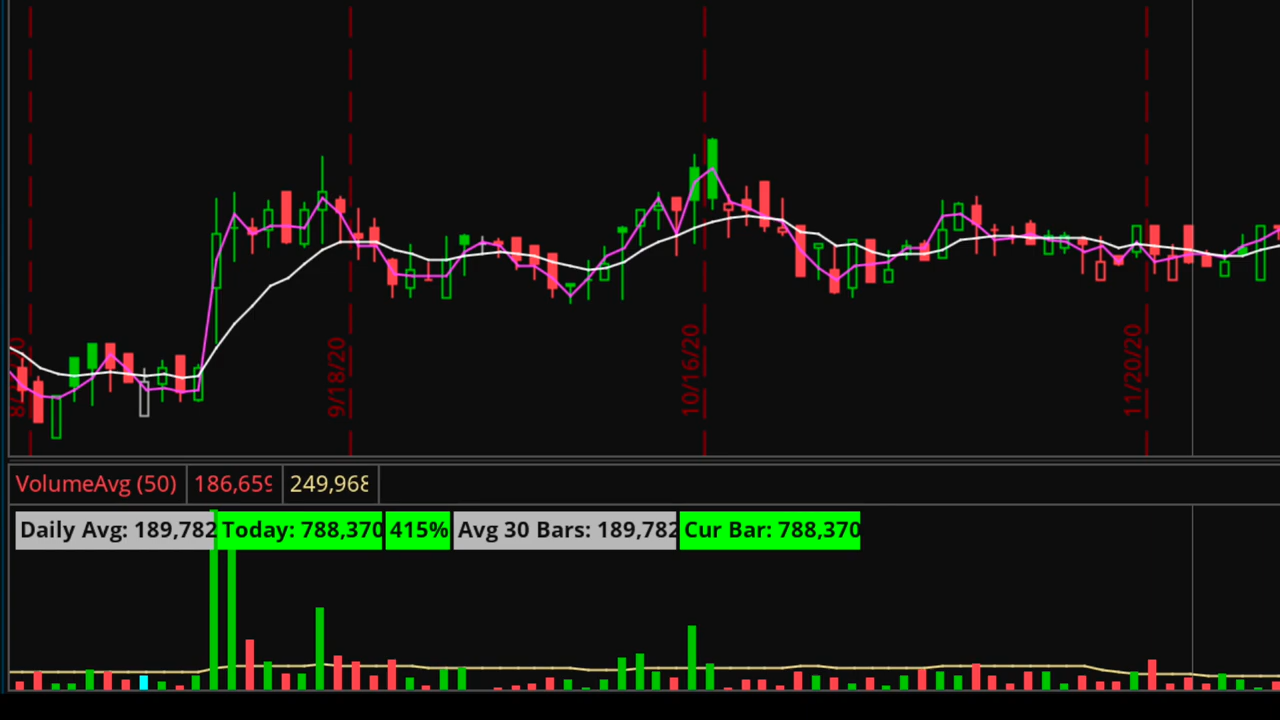 9/18/20
10/16/20
11/20/20
VolumeAvg (50) 186,659 249,968
Daily Avg: 189,782 Today: 788,370 415% Avg 30 Bars: 189,782 Cur Bar: 788,370